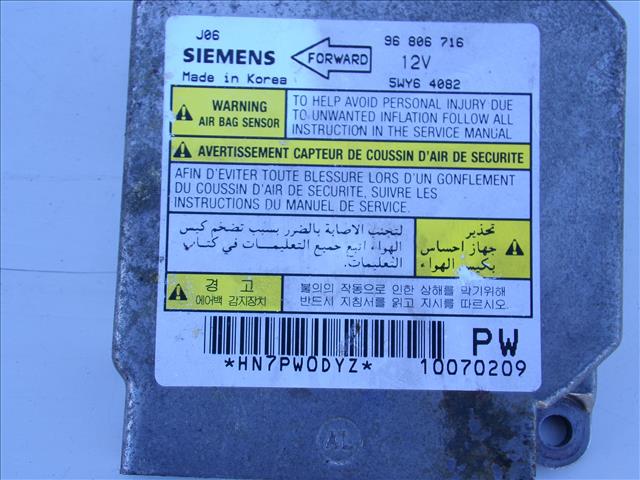 J06
96 806 716
SIEMENS
FORWARD
12V
Made in Korea
5WY6 4082
WARNING
AIR BAG SENSOR
TO HELP AVOID PERSONAL INJURY DUE
TO UNWANTED INFLATION FOLLOW ALL
INSTRUCTION IN THE SERVICE MANUAL
AVERTISSEMENT CAPTEUR DE COUSSIN D'AIR DE SECURITE
AFIN D'EVITER TOUTE BLESSURE LORS D'UN GONFLEMENT
DU COUSSIN D'AIR DE SECURITE, SUIVRE LES
INSTRUCTIONS DU MANUEL DE SERVICE.
تحذير
جهاز إحساس
بكيس الهواء
لتجنب الاصابة بالضرر بسبب تضخم كيس
الهواء اتبع جميع التعليمات في كتاب
التعليمات.
경 고
에어백 감지장치
불의의 작동으로 인한 상해를 막기위해
반드시 지침서를 읽고 지시를 따르시오.
PW
*HN7PW0DYZ*
10070209
AL